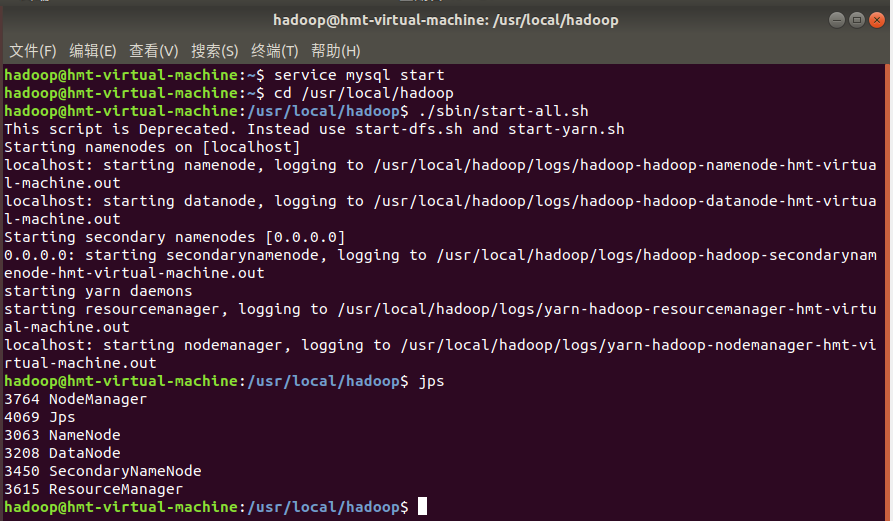 hadoop@hmt-virtual-machine: /usr/local/hadoop
文件(F) 编辑(E) 查看(V) 搜索(S) 终端(T) 帮助(H)
hadoop@hmt-virtual-machine:~$ service mysql start
hadoop@hmt-virtual-machine:~$ cd /usr/local/hadoop
hadoop@hmt-virtual-machine:/usr/local/hadoop$ ./sbin/start-all.sh
This script is Deprecated. Instead use start-dfs.sh and start-yarn.sh
Starting namenodes on [localhost]
localhost: starting namenode, logging to /usr/local/hadoop/logs/hadoop-hadoop-namenode-hmt-virtua
l-machine.out
localhost: starting datanode, logging to /usr/local/hadoop/logs/hadoop-hadoop-datanode-hmt-virtua
l-machine.out
Starting secondary namenodes [0.0.0.0]
0.0.0.0: starting secondarynamenode, logging to /usr/local/hadoop/logs/hadoop-hadoop-secondarynam
enode-hmt-virtual-machine.out
starting yarn daemons
starting resourcemanager, logging to /usr/local/hadoop/logs/yarn-hadoop-resourcemanager-hmt-virtu
al-machine.out
localhost: starting nodemanager, logging to /usr/local/hadoop/logs/yarn-hadoop-nodemanager-hmt-vi
rtual-machine.out
hadoop@hmt-virtual-machine:/usr/local/hadoop$ jps
3764 NodeManager
4069 Jps
3063 NameNode
3208 DataNode
3450 SecondaryNameNode
3615 ResourceManager
hadoop@hmt-virtual-machine:/usr/local/hadoop$